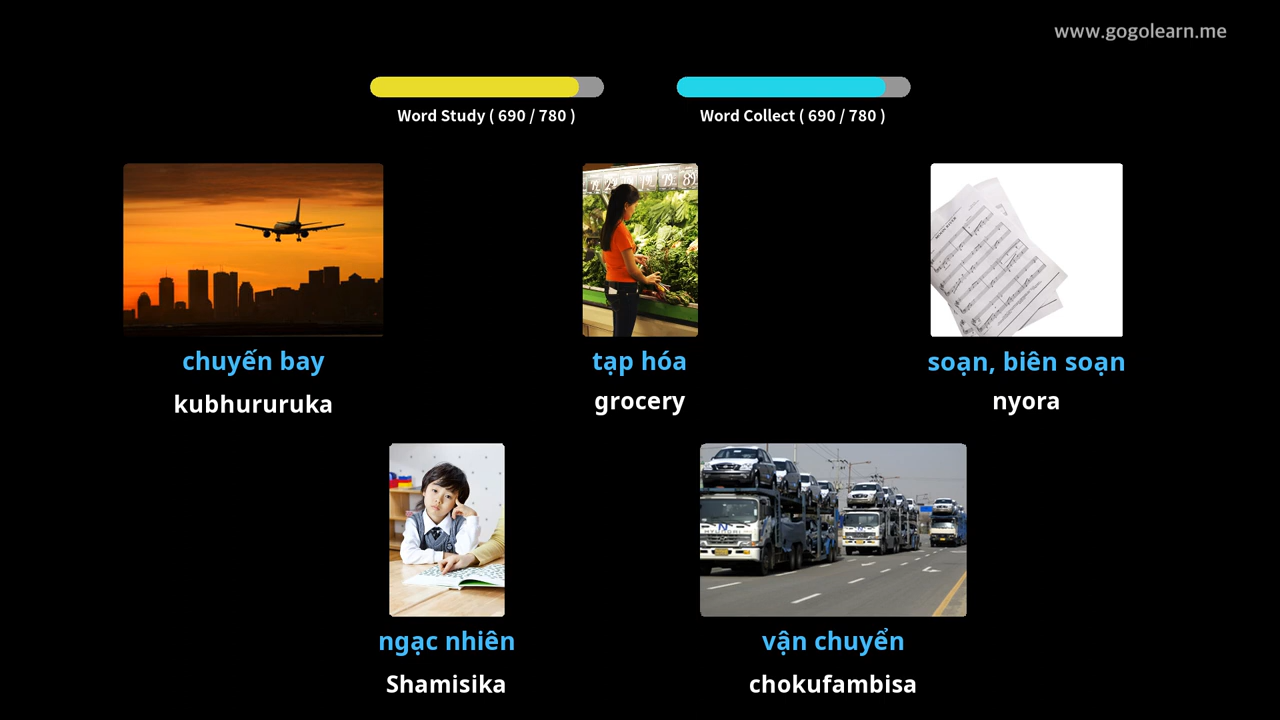 www.gogolearn.me
Word Study ( 690 / 780 )
Word Collect ( 690 / 780 )
chuyến bay
kubhururuka
tạp hóa
grocery
soạn, biên soạn
nyora
ngạc nhiên
Shamisika
vận chuyển
chokufambisa